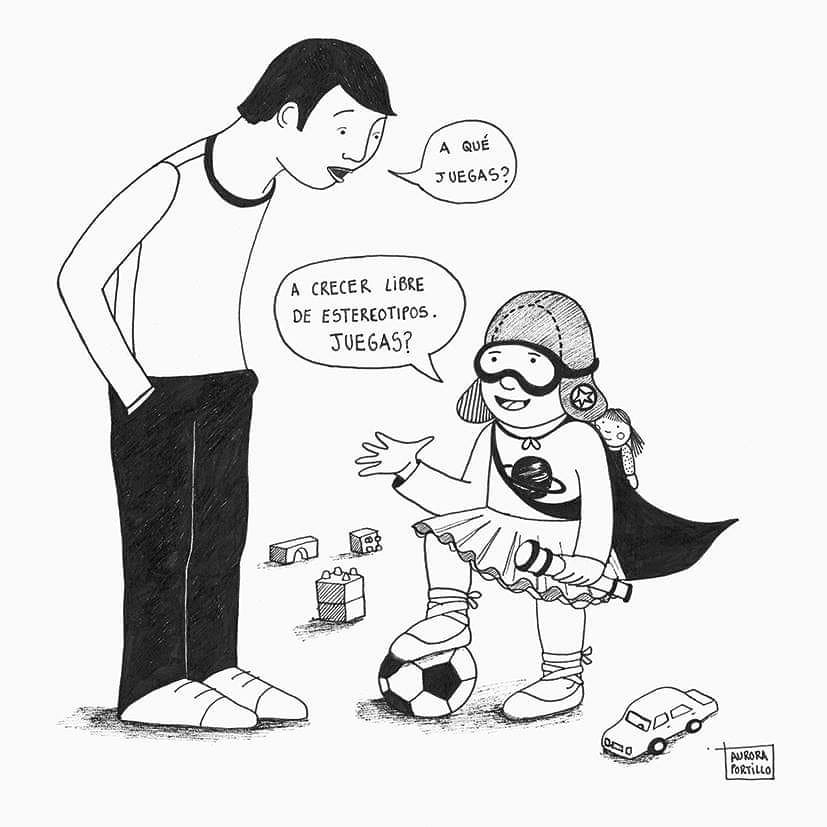 A QUÉ
JUEGAS?
A CRECER LIBRE
DE ESTEREOTIPOS.
JUEGAS?
AURORA
PORTILLO